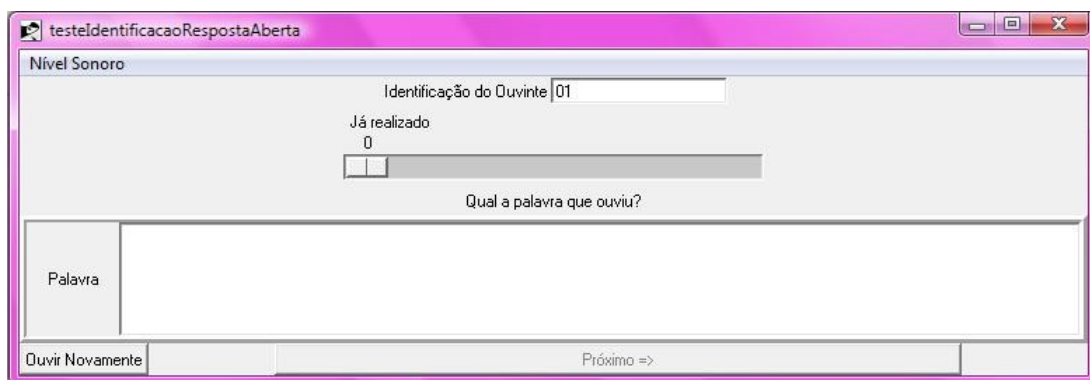 testeIdentificacaoRespostaAberta
Nível Sonoro
Identificação do Ouvinte 01
Já realizado
0
Qual a palavra que ouviu?
Palavra
Ouvir Novamente Próximo =>